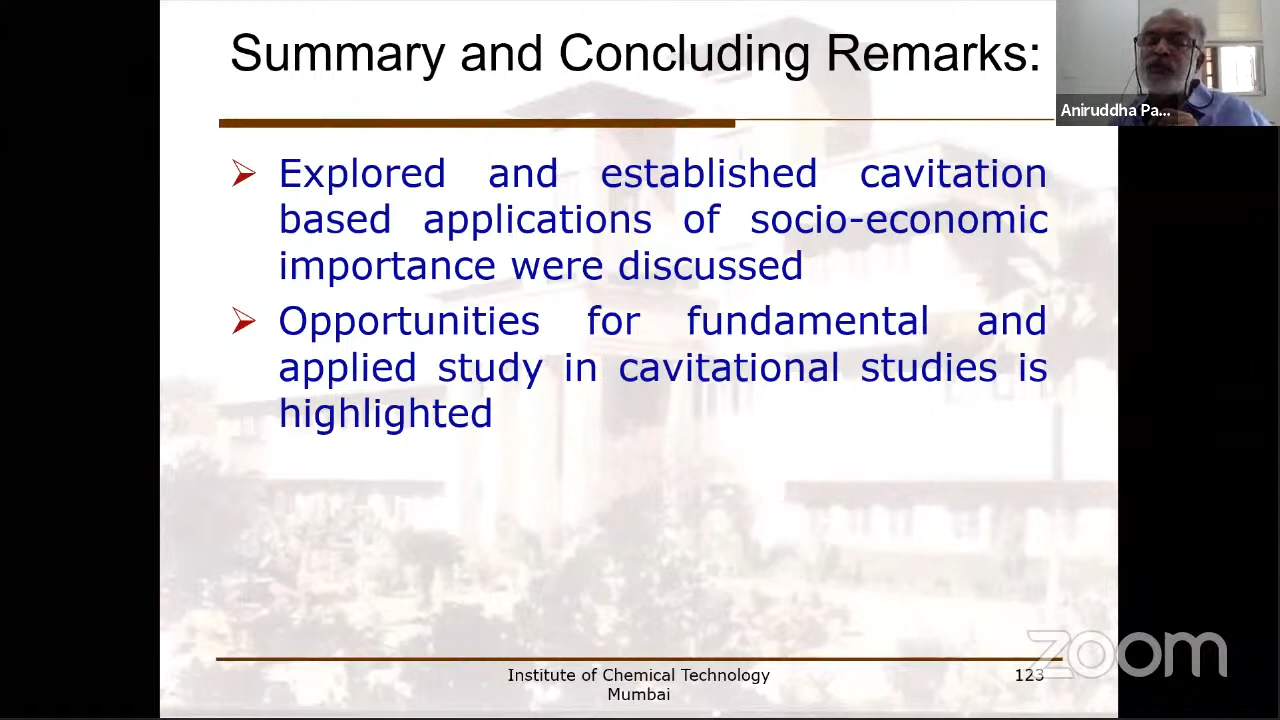 Summary and Concluding Remarks:
Aniruddha Pa...
Explored and established cavitation
based applications of socio-economic
importance were discussed
Opportunities for fundamental and
applied study in cavitational studies is
highlighted
Institute of Chemical Technology
Mumbai
123
zoom